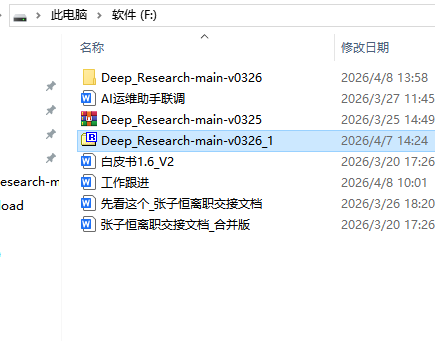 此电脑 > 软件 (F:)
名称 修改日期
Deep_Research-main-v0326 2026/4/8 13:58
AI运维助手联调 2026/3/27 11:45
Deep_Research-main-v0325 2026/3/25 14:49
Deep_Research-main-v0326_1 2026/4/7 14:24
白皮书1.6_V2 2026/3/20 17:26
esearch-m 工作跟进 2026/4/8 10:01
oad 先看这个_张子恒离职交接文档 2026/3/26 18:20
张子恒离职交接文档_合并版 2026/3/20 17:26